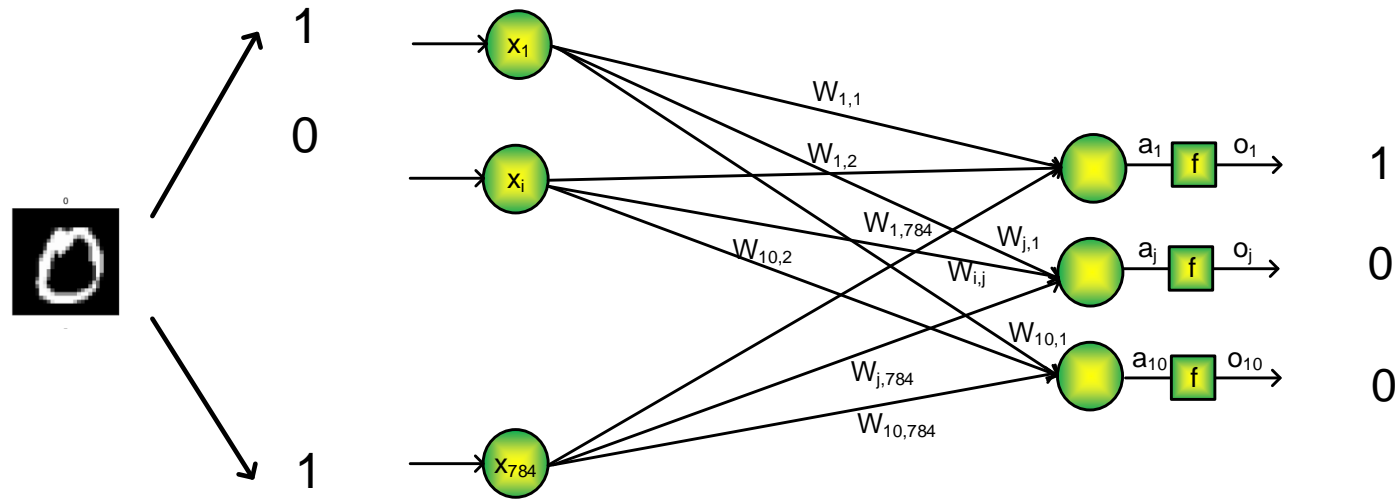 0
1
0
1
x₁
xᵢ
x₇₈₄
W₁,₁
W₁,₂
W₁,₇₈₄
Wⱼ,₁
W₁₀,₂
Wᵢ,ⱼ
W₁₀,₁
Wⱼ,₇₈₄
W₁₀,₇₈₄
a₁ f o₁ 1
aⱼ f oⱼ 0
a₁₀ f o₁₀ 0